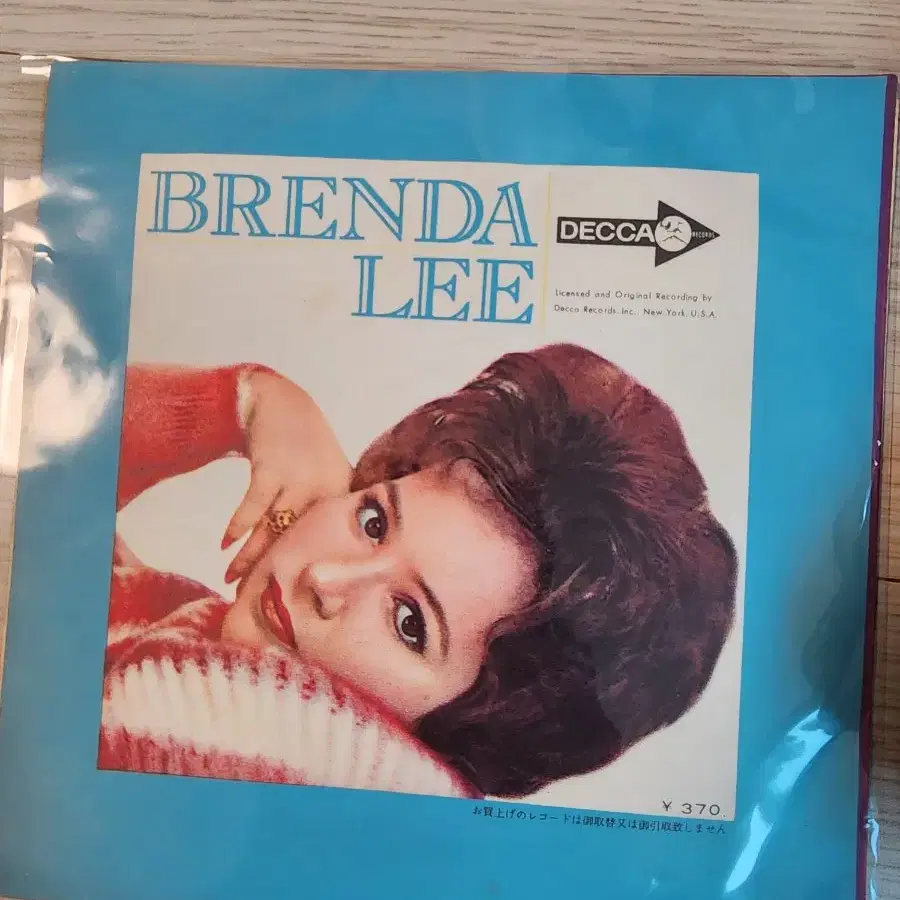 BRENDA
LEE
DECCA RECORDS
Licensed and Original Recording by
Decca Records, Inc., New York, U.S.A.
¥ 370.
お買上げのレコードは御取替又は御引取致しません